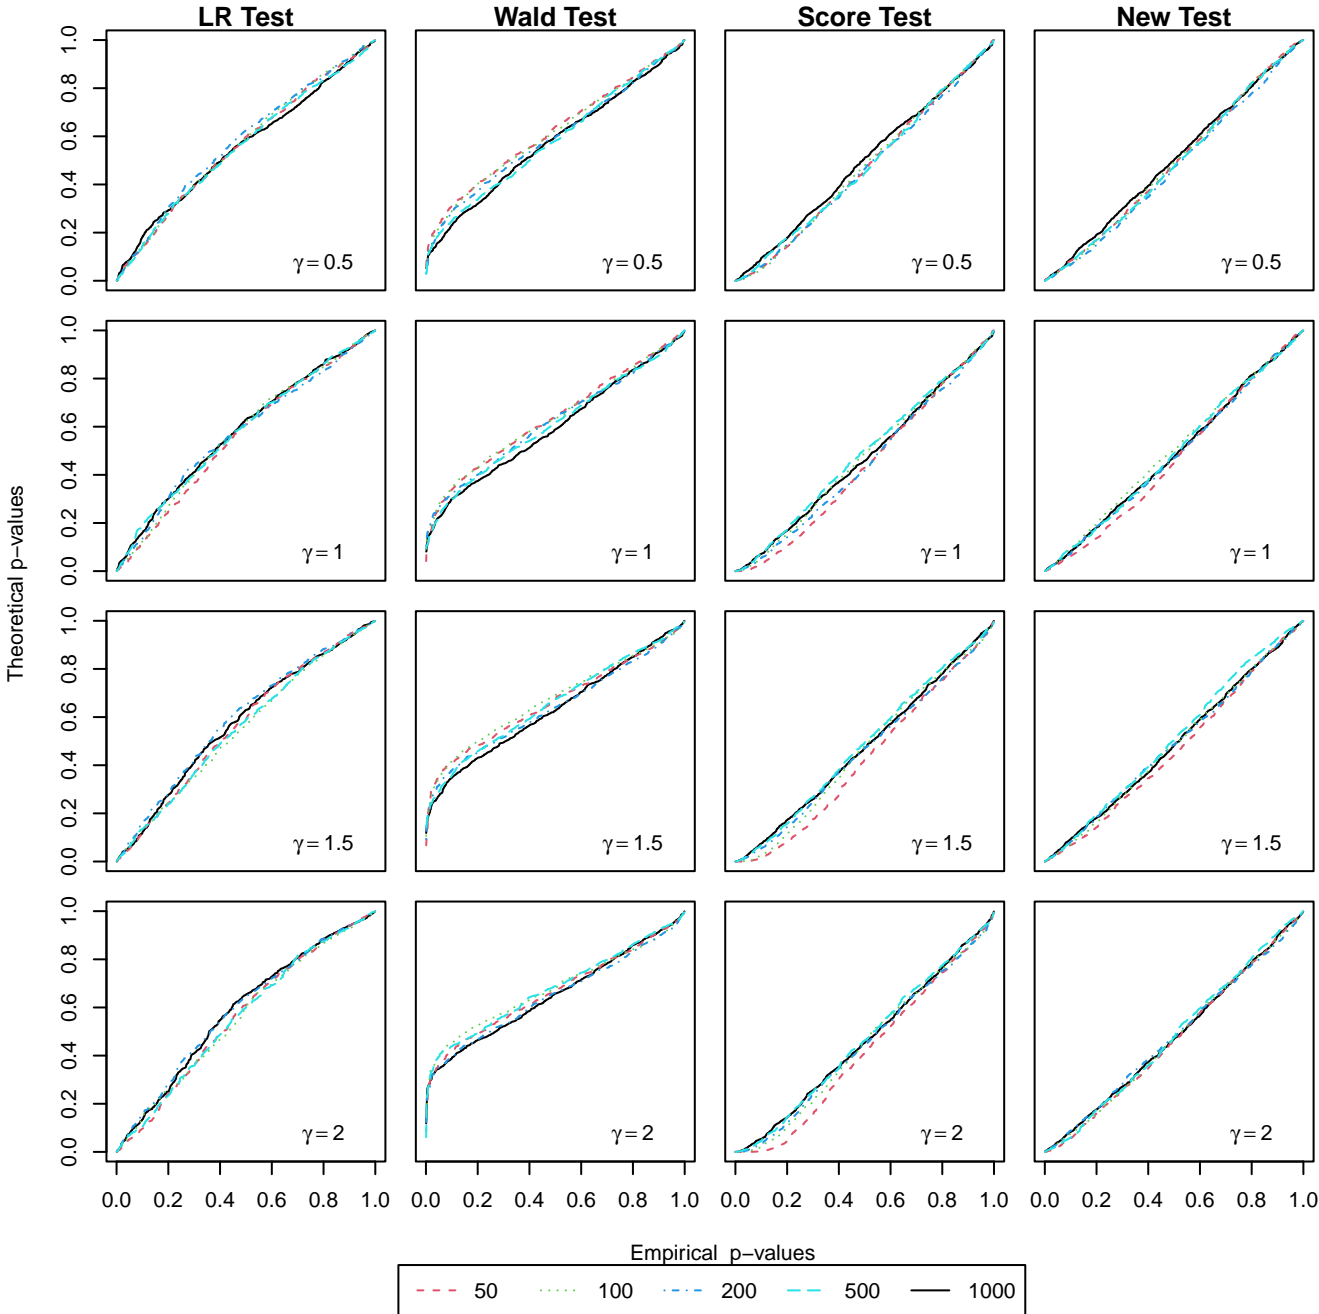 LR Test Wald Test Score Test New Test
0.0 0.2 0.4 0.6 0.8 1.0
γ = 0.5 γ = 0.5 γ = 0.5 γ = 0.5
0.0 0.2 0.4 0.6 0.8 1.0
γ = 1 γ = 1 γ = 1 γ = 1
Theoretical p−values
0.0 0.2 0.4 0.6 0.8 1.0
γ = 1.5 γ = 1.5 γ = 1.5 γ = 1.5
0.0 0.2 0.4 0.6 0.8 1.0
γ = 2 γ = 2 γ = 2 γ = 2
0.0 0.2 0.4 0.6 0.8 1.0 0.0 0.2 0.4 0.6 0.8 1.0 0.0 0.2 0.4 0.6 0.8 1.0 0.0 0.2 0.4 0.6 0.8 1.0
Empirical p−values
50 100 200 500 1000